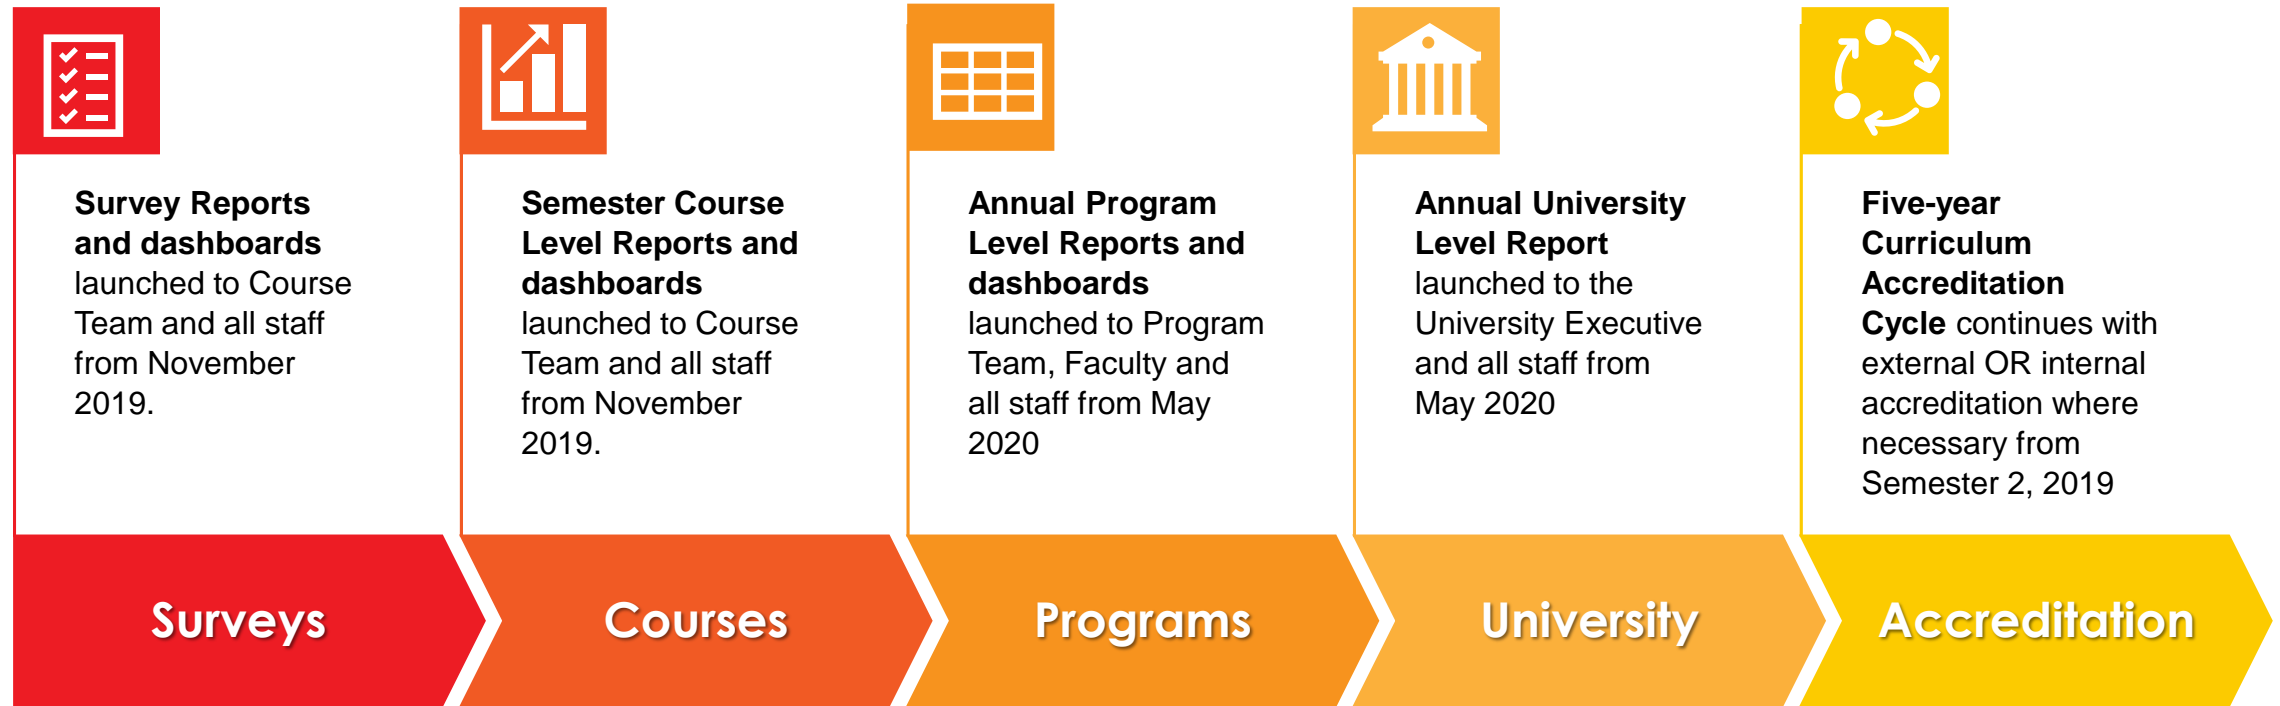 Survey Reports
and dashboards
launched to Course
Team and all staff
from November
2019.
Semester Course
Level Reports and
dashboards
launched to Course
Team and all staff
from November
2019.
Annual Program
Level Reports and
dashboards
launched to Program
Team, Faculty and
all staff from May
2020
Annual University
Level Report
launched to the
University Executive
and all staff from
May 2020
Five-year
Curriculum
Accreditation
Cycle continues with
external OR internal
accreditation where
necessary from
Semester 2, 2019
Surveys
Courses
Programs
University
Accreditation